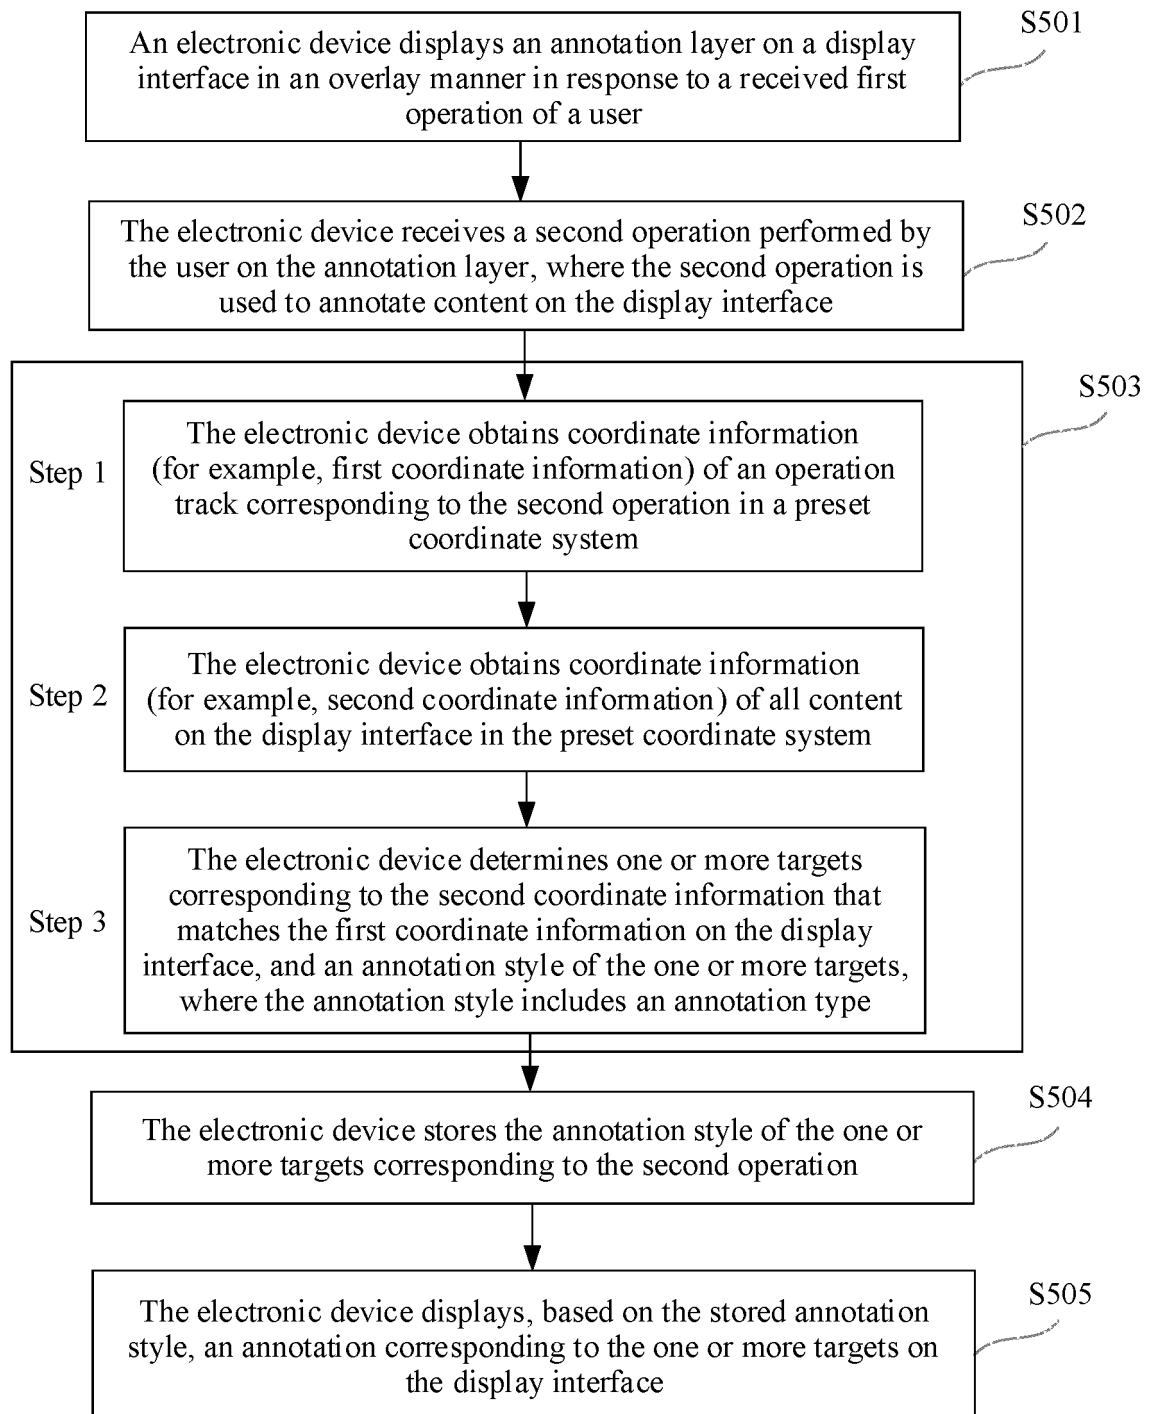 S501
An electronic device displays an annotation layer on a display
interface in an overlay manner in response to a received first
operation of a user
S502
The electronic device receives a second operation performed by
the user on the annotation layer, where the second operation is
used to annotate content on the display interface
S503
Step 1
The electronic device obtains coordinate information
(for example, first coordinate information) of an operation
track corresponding to the second operation in a preset
coordinate system
Step 2
The electronic device obtains coordinate information
(for example, second coordinate information) of all content
on the display interface in the preset coordinate system
Step 3
The electronic device determines one or more targets
corresponding to the second coordinate information that
matches the first coordinate information on the display
interface, and an annotation style of the one or more targets,
where the annotation style includes an annotation type
S504
The electronic device stores the annotation style of the one or
more targets corresponding to the second operation
S505
The electronic device displays, based on the stored annotation
style, an annotation corresponding to the one or more targets on
the display interface